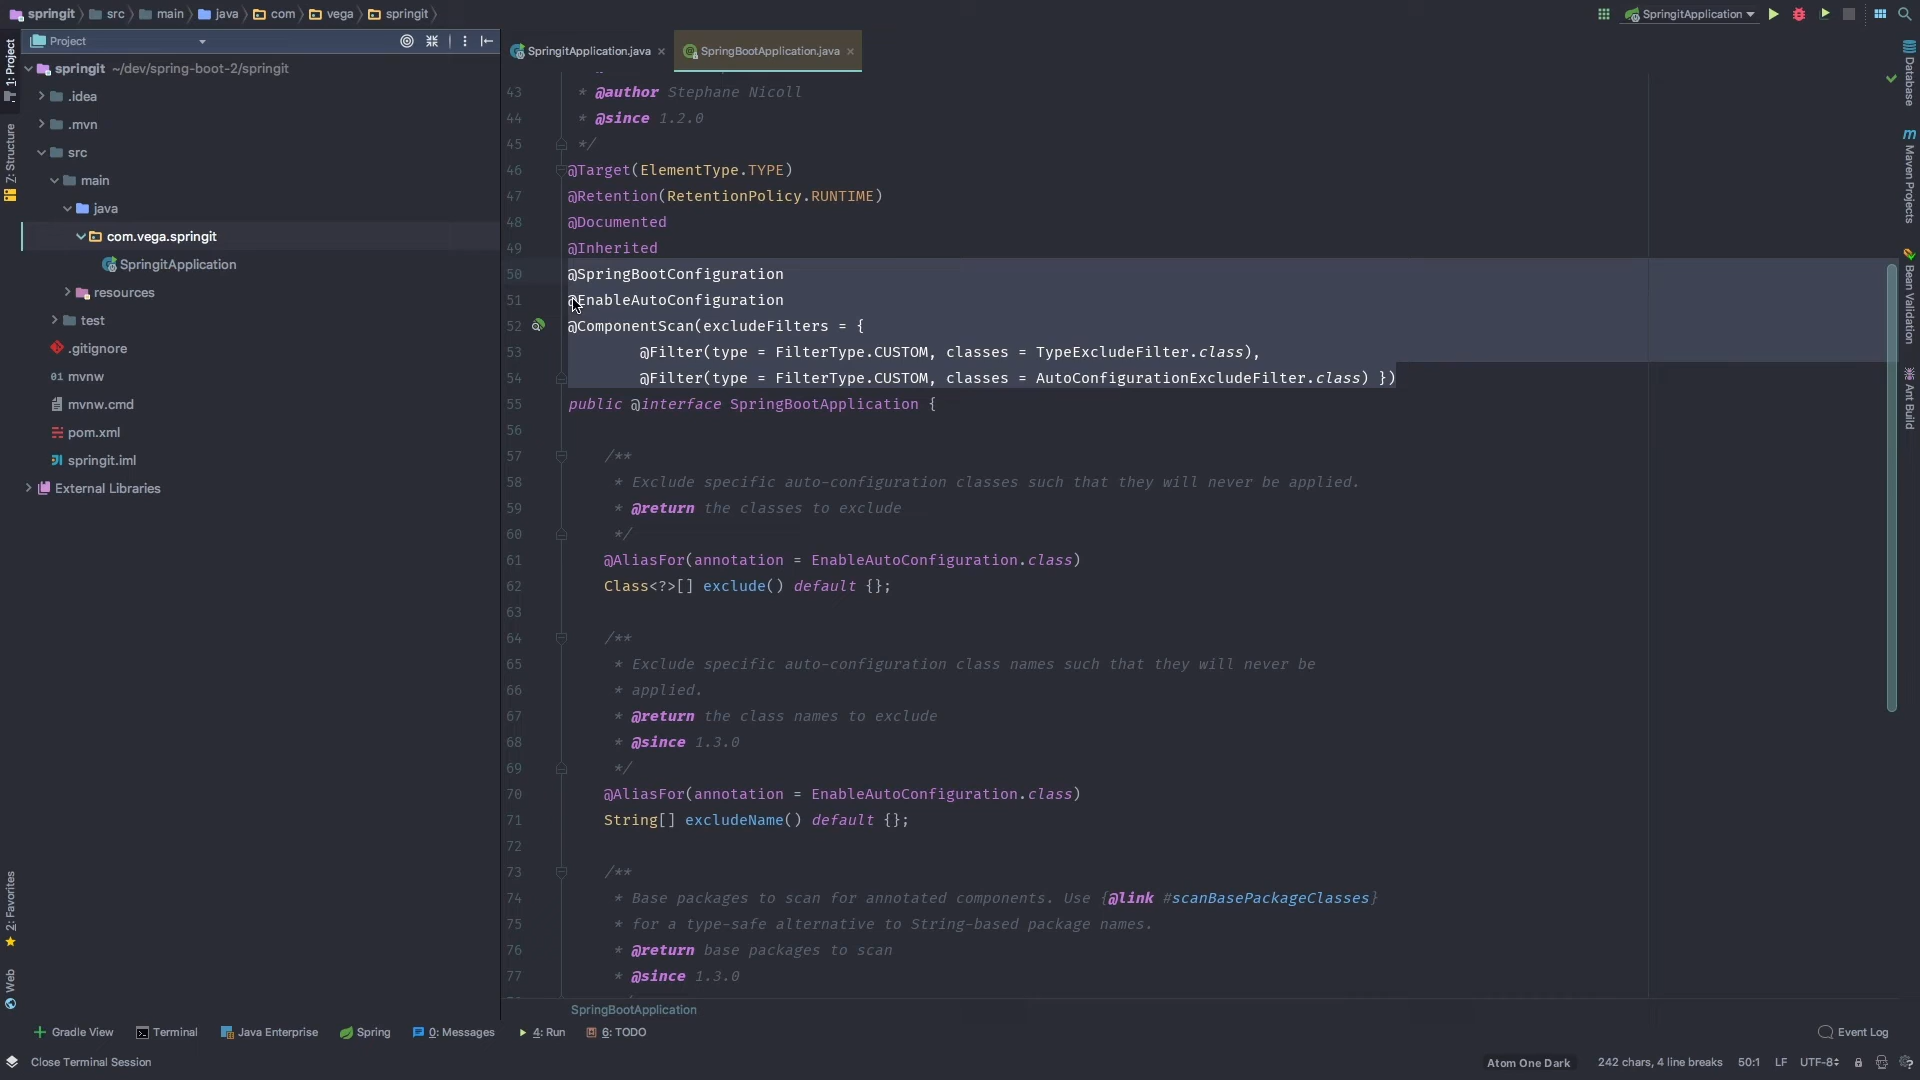 springit src main java com vega springit
SpringitApplication
1: Project
Project
SpringitApplication.java
SpringBootApplication.java
springit ~/dev/spring-boot-2/springit
.idea
.mvn
src
main
java
com.vega.springit
SpringitApplication
resources
test
.gitignore
mvnw
mvnw.cmd
pom.xml
springit.iml
External Libraries
Z: Structure
2: Favorites
Web
43 * @author Stephane Nicoll
44 * @since 1.2.0
45 */
46 @Target(ElementType.TYPE)
47 @Retention(RetentionPolicy.RUNTIME)
48 @Documented
49 @Inherited
50 @SpringBootConfiguration
51 @EnableAutoConfiguration
52 @ComponentScan(excludeFilters = {
53 @Filter(type = FilterType.CUSTOM, classes = TypeExcludeFilter.class),
54 @Filter(type = FilterType.CUSTOM, classes = AutoConfigurationExcludeFilter.class) })
55 public @interface SpringBootApplication {
56
57 /**
58 * Exclude specific auto-configuration classes such that they will never be applied.
59 * @return the classes to exclude
60 */
61 @AliasFor(annotation = EnableAutoConfiguration.class)
62 Class<?>[] exclude() default {};
63
64 /**
65 * Exclude specific auto-configuration class names such that they will never be
66 * applied.
67 * @return the class names to exclude
68 * @since 1.3.0
69 */
70 @AliasFor(annotation = EnableAutoConfiguration.class)
71 String[] excludeName() default {};
72
73 /**
74 * Base packages to scan for annotated components. Use {@link #scanBasePackageClasses}
75 * for a type-safe alternative to String-based package names.
76 * @return base packages to scan
77 * @since 1.3.0
SpringBootApplication
Database
m
Maven Projects
Bean Validation
Ant Build
Gradle View Terminal Java Enterprise Spring 0: Messages 4: Run 6: TODO Event Log
Close Terminal Session Atom One Dark 242 chars, 4 line breaks 50:1 LF UTF-8